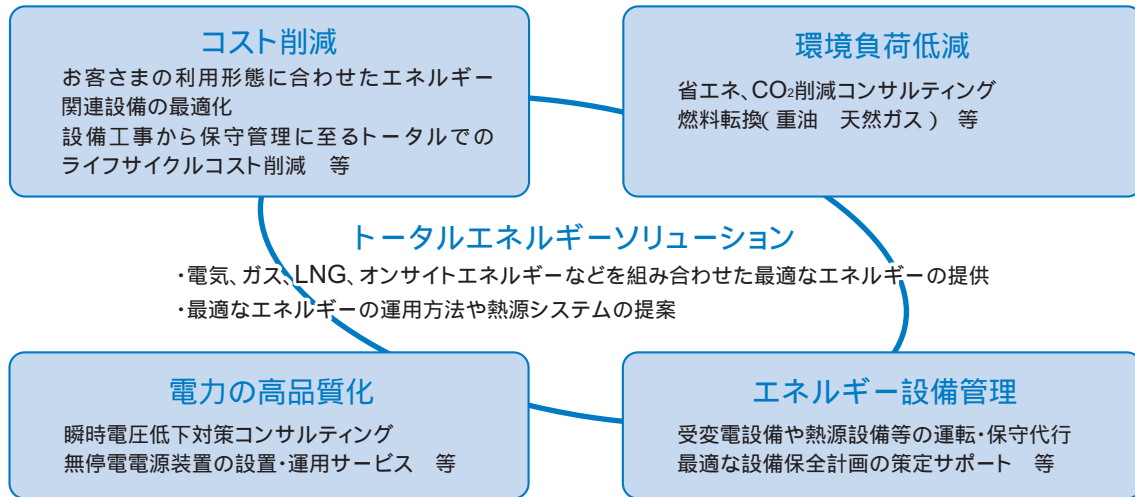 コスト削減
お客さまの利用形態に合わせたエネルギー
関連設備の最適化
設備工事から保守管理に至るトータルでの
ライフサイクルコスト削減　等
環境負荷低減
省エネ、CO₂削減コンサルティング
燃料転換(重油　天然ガス)　等
トータルエネルギーソリューション
・電気、ガス、LNG、オンサイトエネルギーなどを組み合わせた最適なエネルギーの提供
・最適なエネルギーの運用方法や熱源システムの提案
電力の高品質化
瞬時電圧低下対策コンサルティング
無停電電源装置の設置・運用サービス　等
エネルギー設備管理
受変電設備や熱源設備等の運転・保守代行
最適な設備保全計画の策定サポート　等